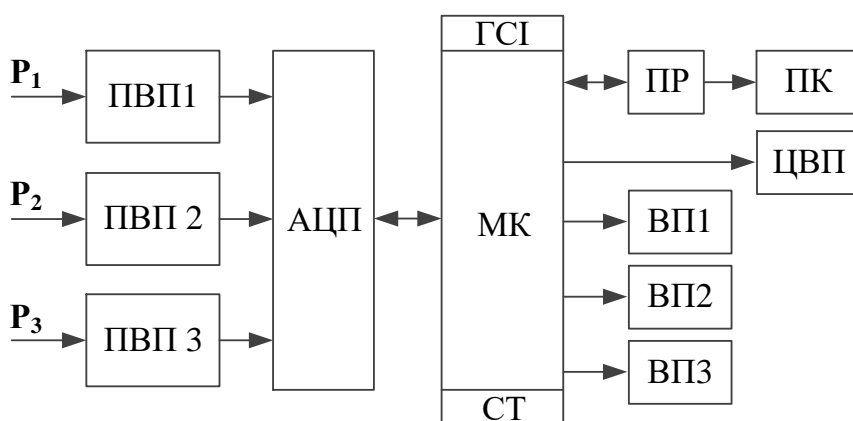 ГСІ
P₁
ПВП1
ПР
ПК
ЦВП
P₂
ПВП 2
АЦП
МК
ВП1
ВП2
P₃
ПВП 3
ВП3
СТ